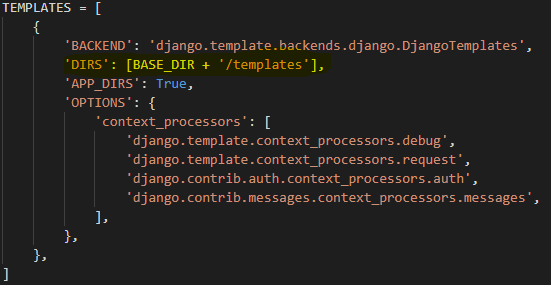 TEMPLATES = [
    {
        'BACKEND': 'django.template.backends.django.DjangoTemplates',
        'DIRS': [BASE_DIR + '/templates'],
        'APP_DIRS': True,
        'OPTIONS': {
            'context_processors': [
                'django.template.context_processors.debug',
                'django.template.context_processors.request',
                'django.contrib.auth.context_processors.auth',
                'django.contrib.messages.context_processors.messages',
            ],
        },
    },
]